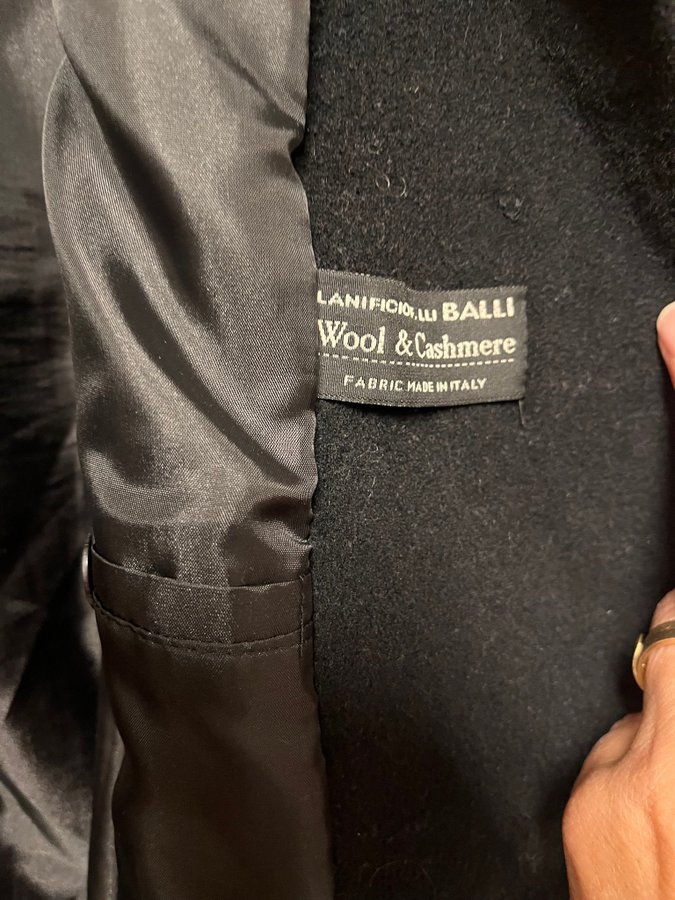 LANIFICIO F.LLI BALLI
Wool & Cashmere
FABRIC MADE IN ITALY